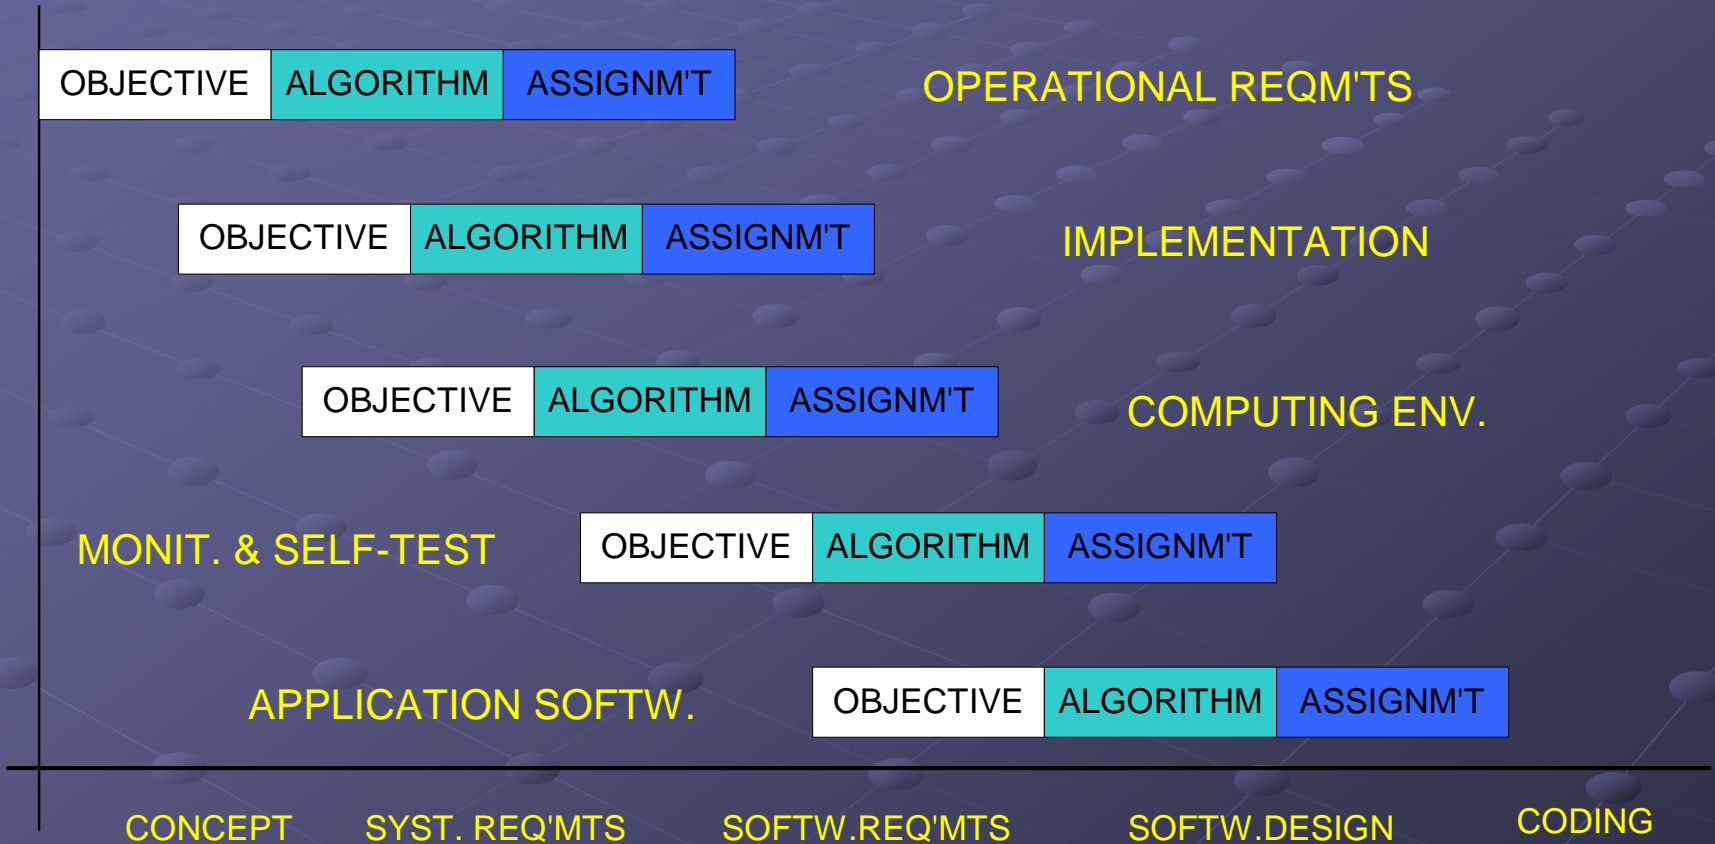 OBJECTIVE ALGORITHM ASSIGNM'T OPERATIONAL REQM'TS
OBJECTIVE ALGORITHM ASSIGNM'T IMPLEMENTATION
OBJECTIVE ALGORITHM ASSIGNM'T COMPUTING ENV.
MONIT. & SELF-TEST OBJECTIVE ALGORITHM ASSIGNM'T
APPLICATION SOFTW. OBJECTIVE ALGORITHM ASSIGNM'T
CONCEPT SYST. REQ'MTS SOFTW.REQ'MTS SOFTW.DESIGN CODING